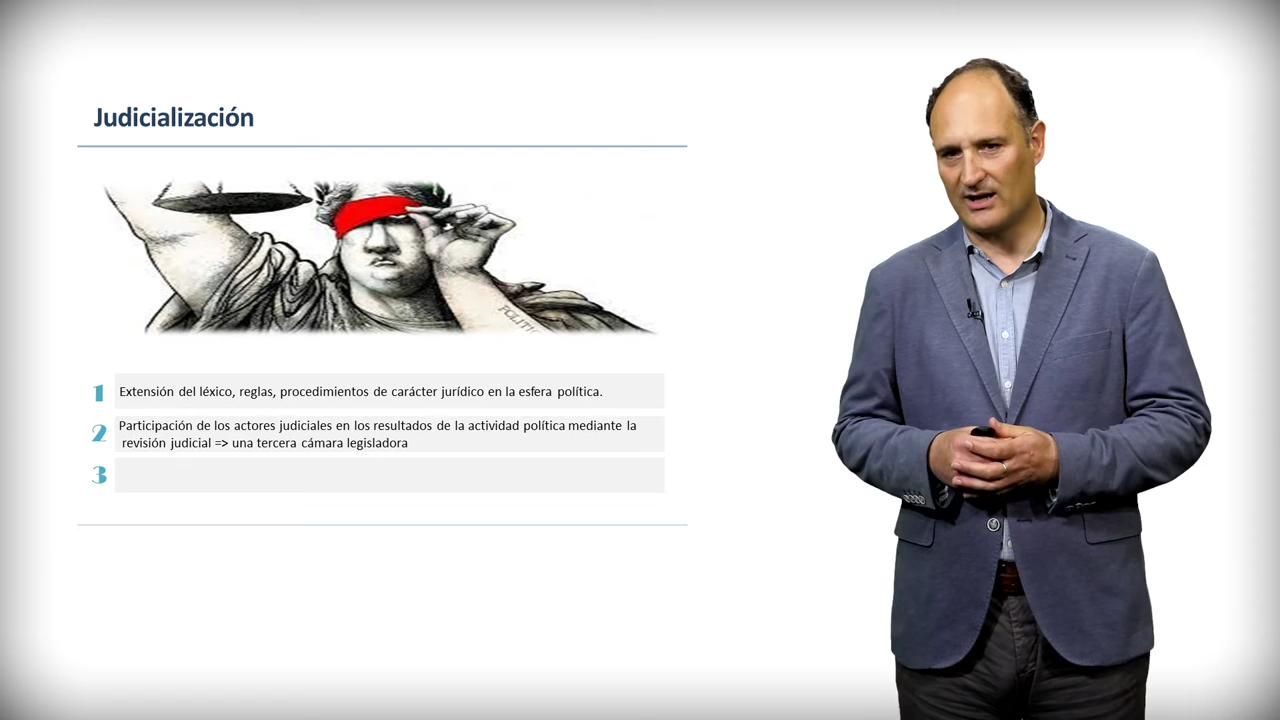 Judicialización
POLITI
1 Extensión del léxico, reglas, procedimientos de carácter jurídico en la esfera política.
2 Participación de los actores judiciales en los resultados de la actividad política mediante la
revisión judicial => una tercera cámara legisladora
3